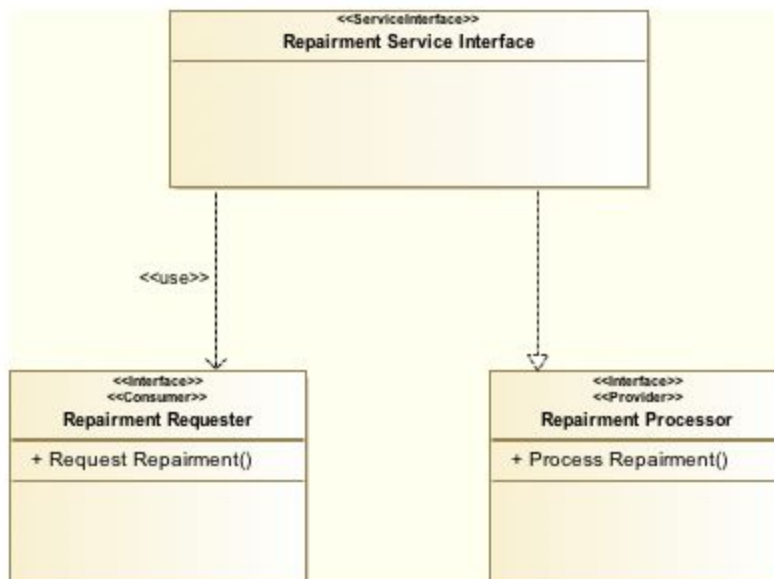 <<ServiceInterface>>
Repairment Service Interface
<<use>>
<<Interface>>
<<Consumer>>
Repairment Requester
+ Request Repairment()
<<Interface>>
<<Provider>>
Repairment Processor
+ Process Repairment()